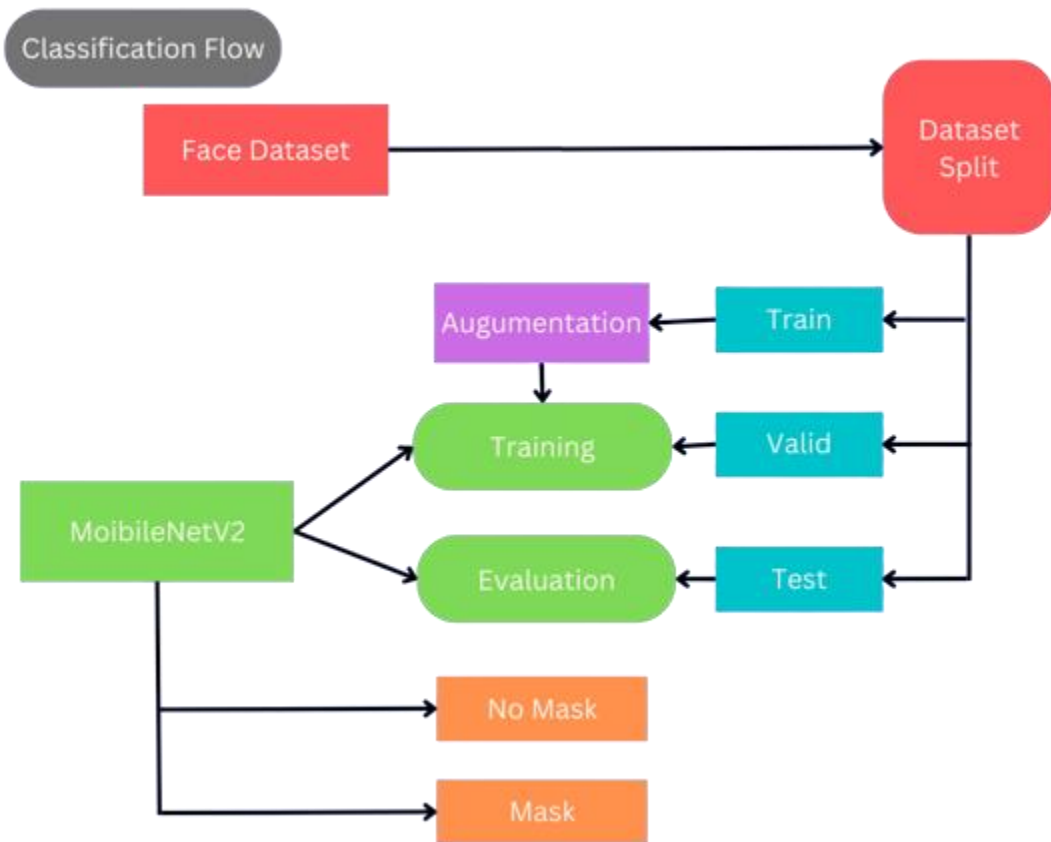 Classification Flow
Face Dataset
Dataset
Split
Augumentation
Train
Training
Valid
MoibileNetV2
Evaluation
Test
No Mask
Mask